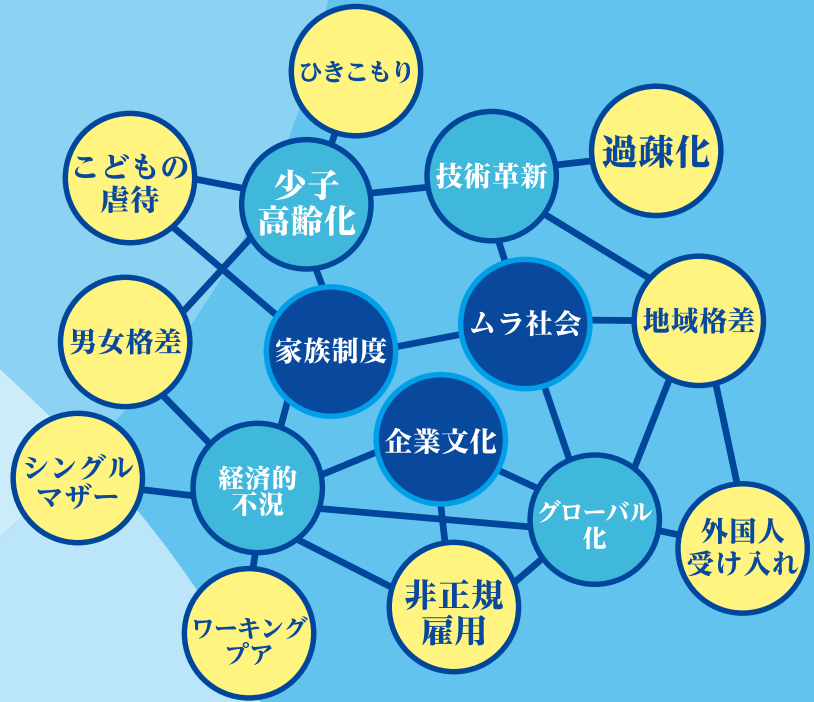 ひきこもり
こどもの
虐待
少子
高齢化
技術革新
過疎化
男女格差
家族制度
ムラ社会
地域格差
シングル
マザー
経済的
不況
企業文化
グローバル
化
外国人
受け入れ
ワーキング
プア
非正規
雇用